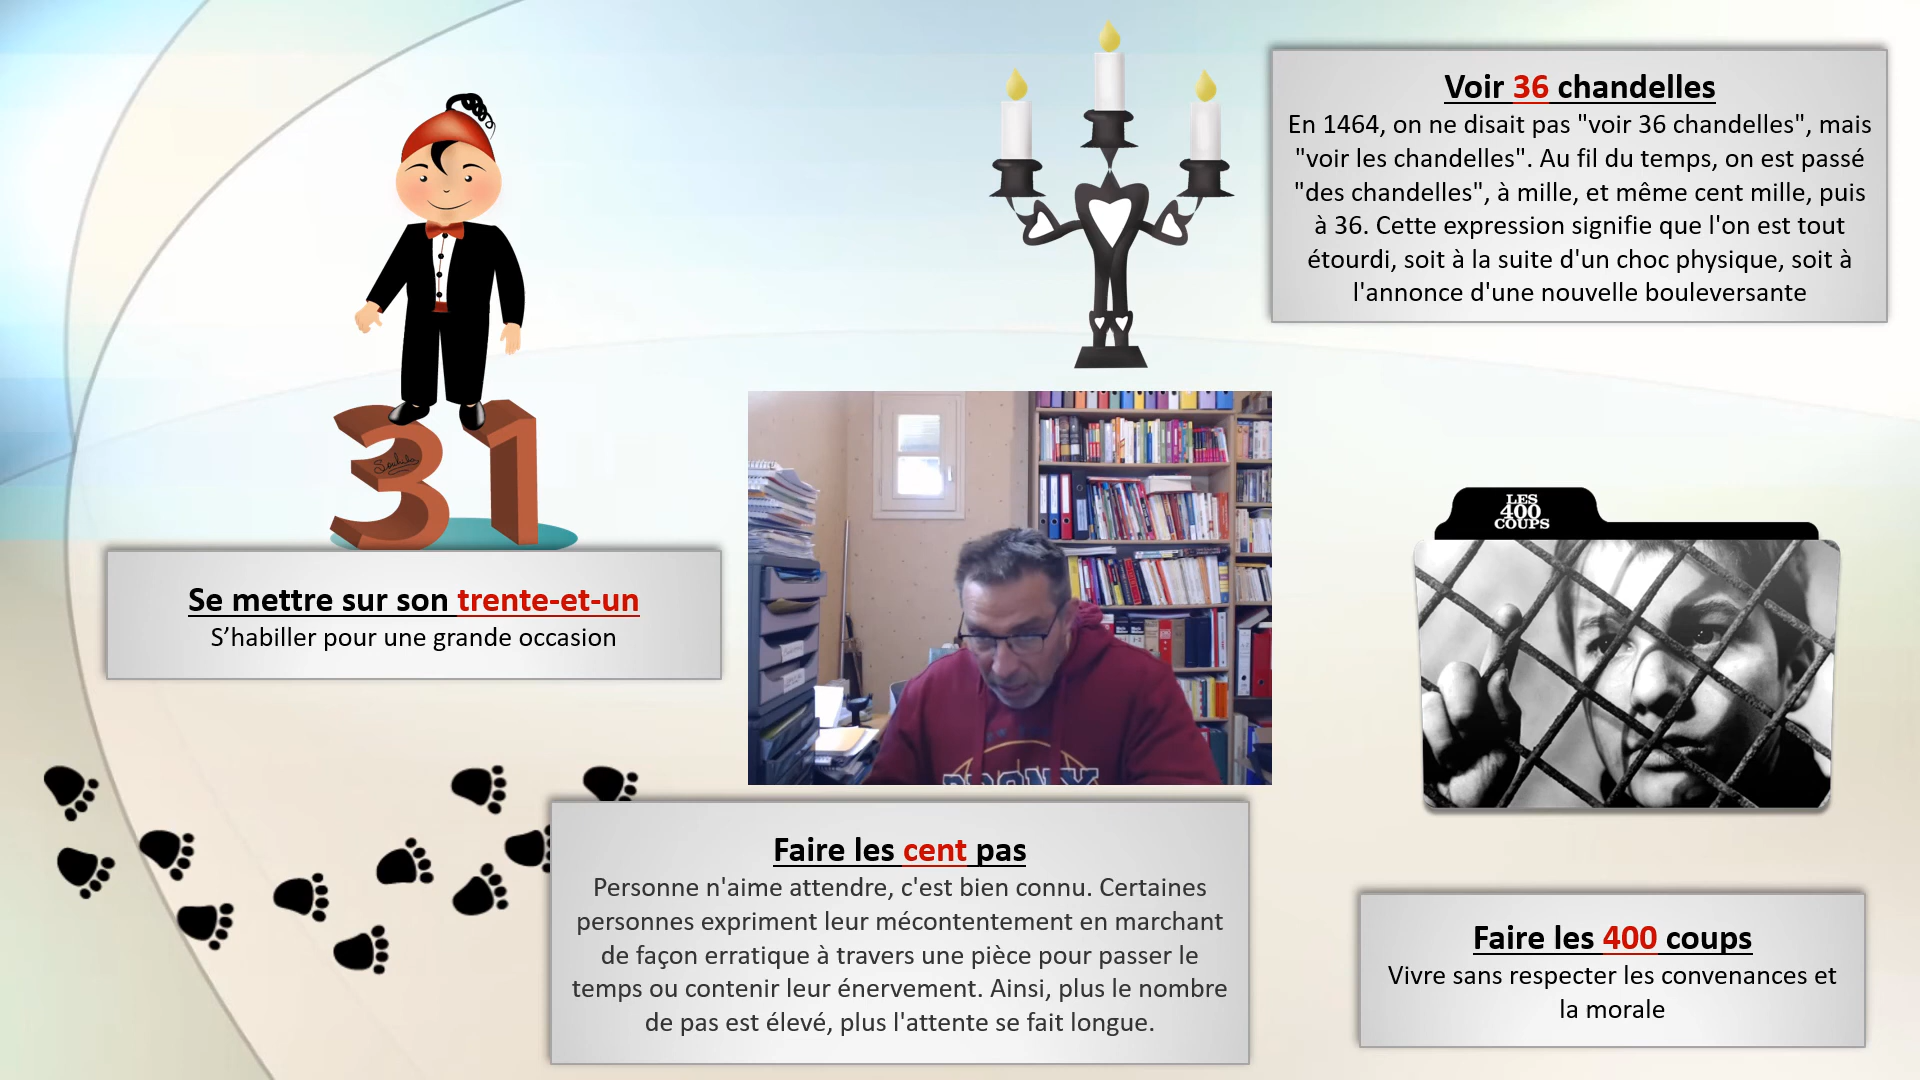 Voir 36 chandelles
En 1464, on ne disait pas "voir 36 chandelles", mais
"voir les chandelles". Au fil du temps, on est passé
"des chandelles", à mille, et même cent mille, puis
à 36. Cette expression signifie que l'on est tout
étourdi, soit à la suite d'un choc physique, soit à
l'annonce d'une nouvelle bouleversante
31
Se mettre sur son trente-et-un
S’habiller pour une grande occasion
LES
400
COUPS
BRONX
Faire les cent pas
Personne n'aime attendre, c'est bien connu. Certaines
personnes expriment leur mécontentement en marchant
de façon erratique à travers une pièce pour passer le
temps ou contenir leur énervement. Ainsi, plus le nombre
de pas est élevé, plus l'attente se fait longue.
Faire les 400 coups
Vivre sans respecter les convenances et
la morale